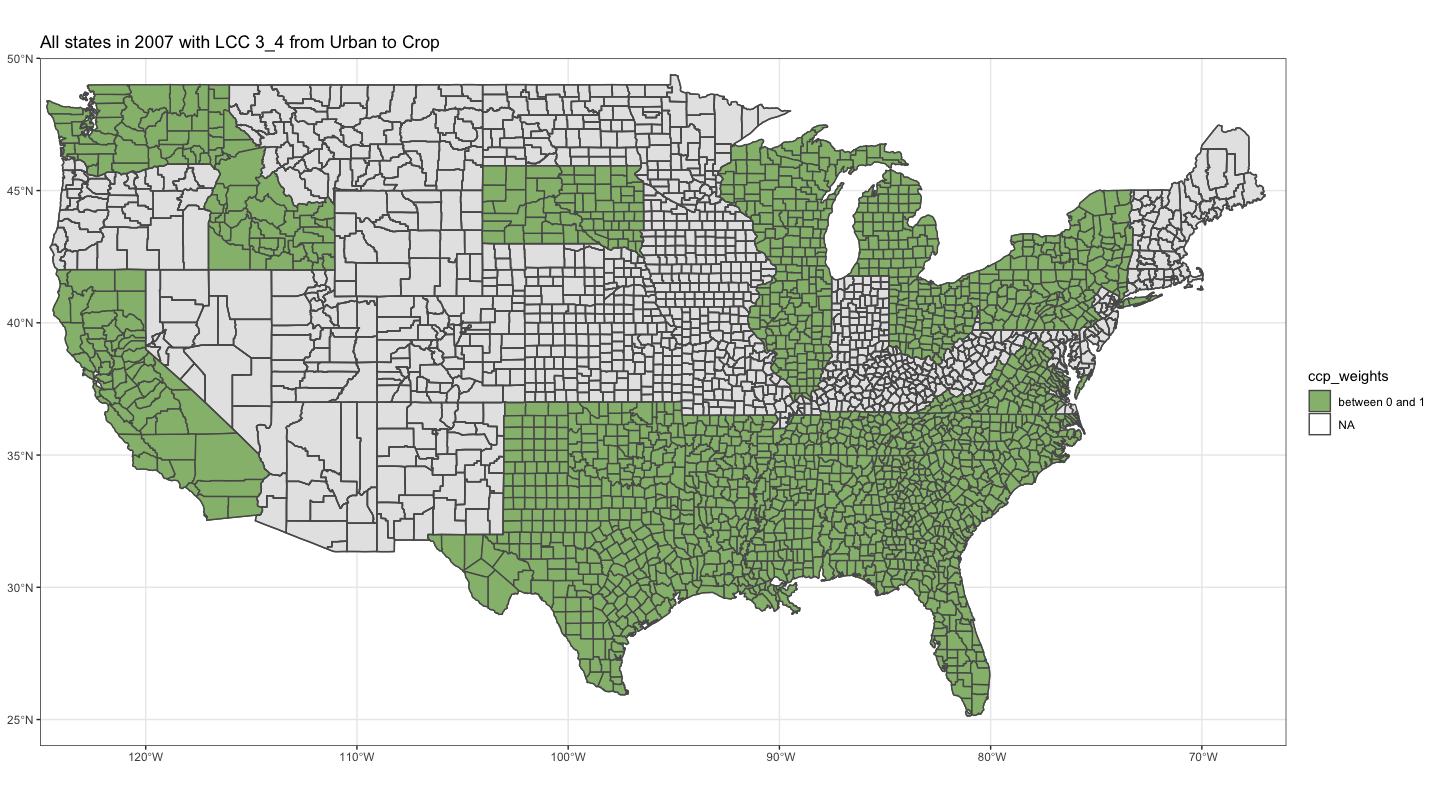 All states in 2007 with LCC 3_4 from Urban to Crop
50°N
45°N
40°N
35°N
30°N
25°N
120°W
110°W
100°W
90°W
80°W
70°W
ccp_weights
between 0 and 1
NA